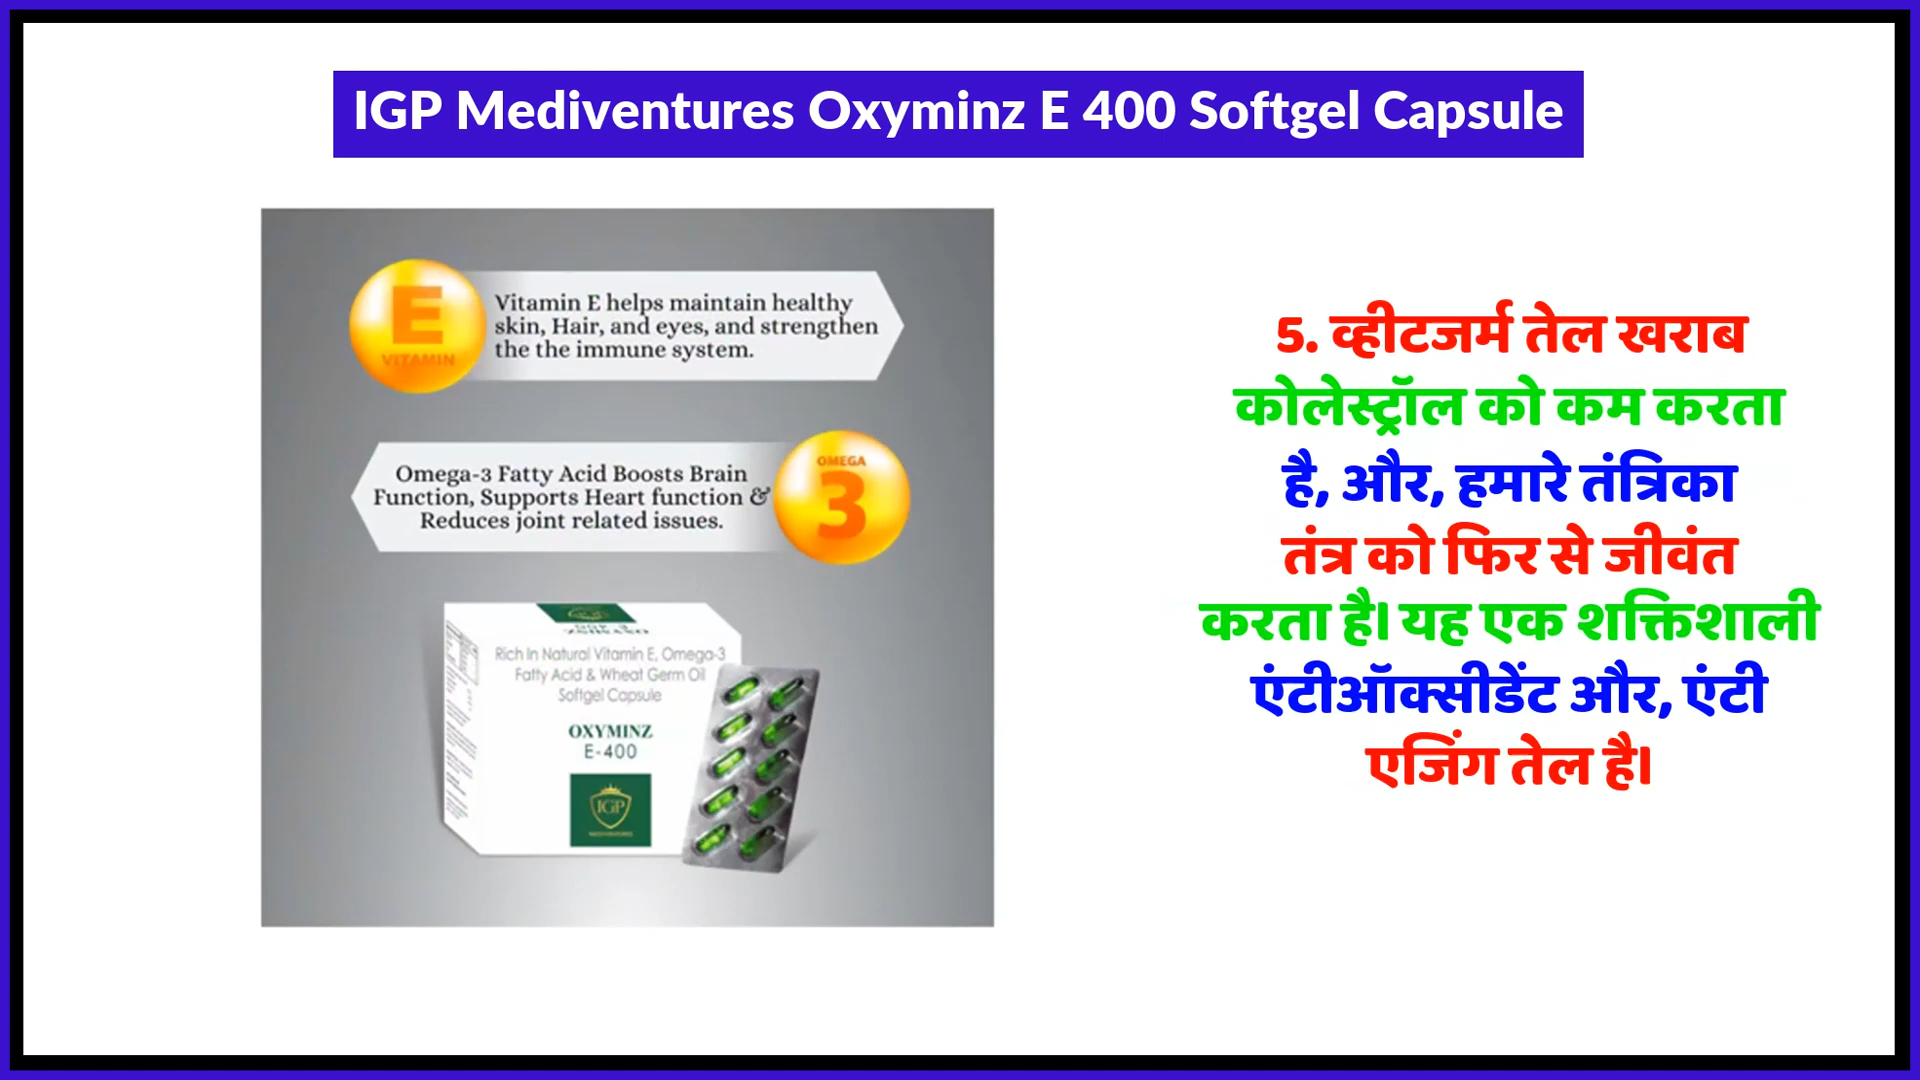 IGP Mediventures Oxyminz E 400 Softgel Capsule
E
VITAMIN
Vitamin E helps maintain healthy
skin, Hair, and eyes, and strengthen
the the immune system.
Omega-3 Fatty Acid Boosts Brain
Function, Supports Heart function &
Reduces joint related issues.
OMEGA
3
Rich In Natural Vitamin E, Omega-3
Fatty Acid & Wheat Germ Oil
Softgel Capsule
OXYMINZ
E-400
IGP
MEDIVENTURES
5. व्हीटजर्म तेल खराब
कोलेस्ट्रॉल को कम करता
है, और, हमारे तंत्रिका
तंत्र को फिर से जीवंत
करता है। यह एक शक्तिशाली
एंटीऑक्सीडेंट और, एंटी
एजिंग तेल है।